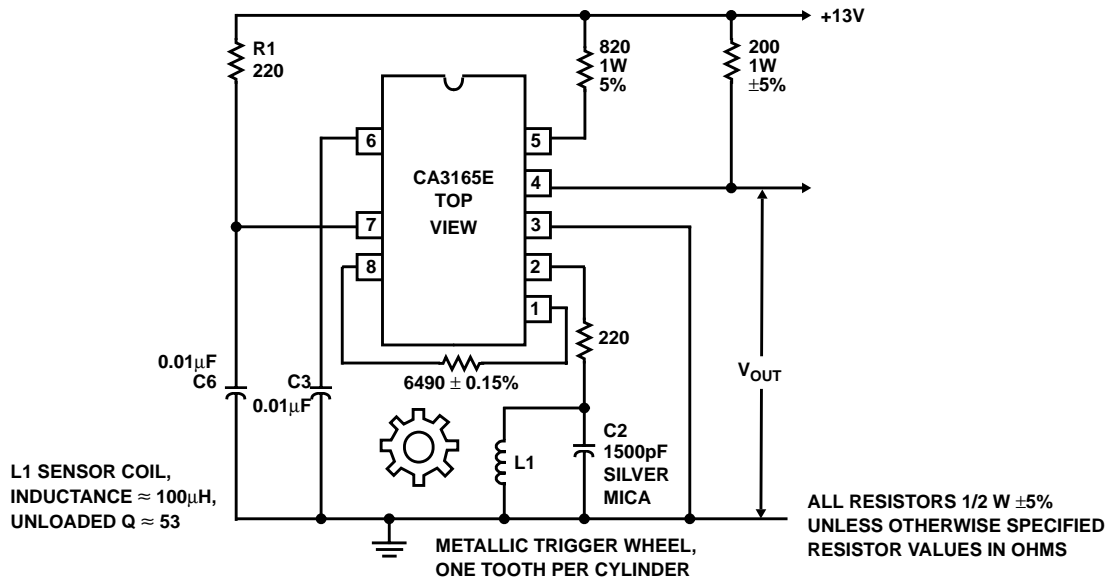 +13V
R1
220
820
1W
5%
200
1W
±5%
CA3165E
TOP
VIEW
6
7
8
5
4
3
2
1
220
6490 ± 0.15%
0.01µF
C6
C3
0.01µF
L1
C2
1500pF
SILVER
MICA
VOUT
L1 SENSOR COIL,
INDUCTANCE ≈ 100µH,
UNLOADED Q ≈ 53
METALLIC TRIGGER WHEEL,
ONE TOOTH PER CYLINDER
ALL RESISTORS 1/2 W ±5%
UNLESS OTHERWISE SPECIFIED
RESISTOR VALUES IN OHMS